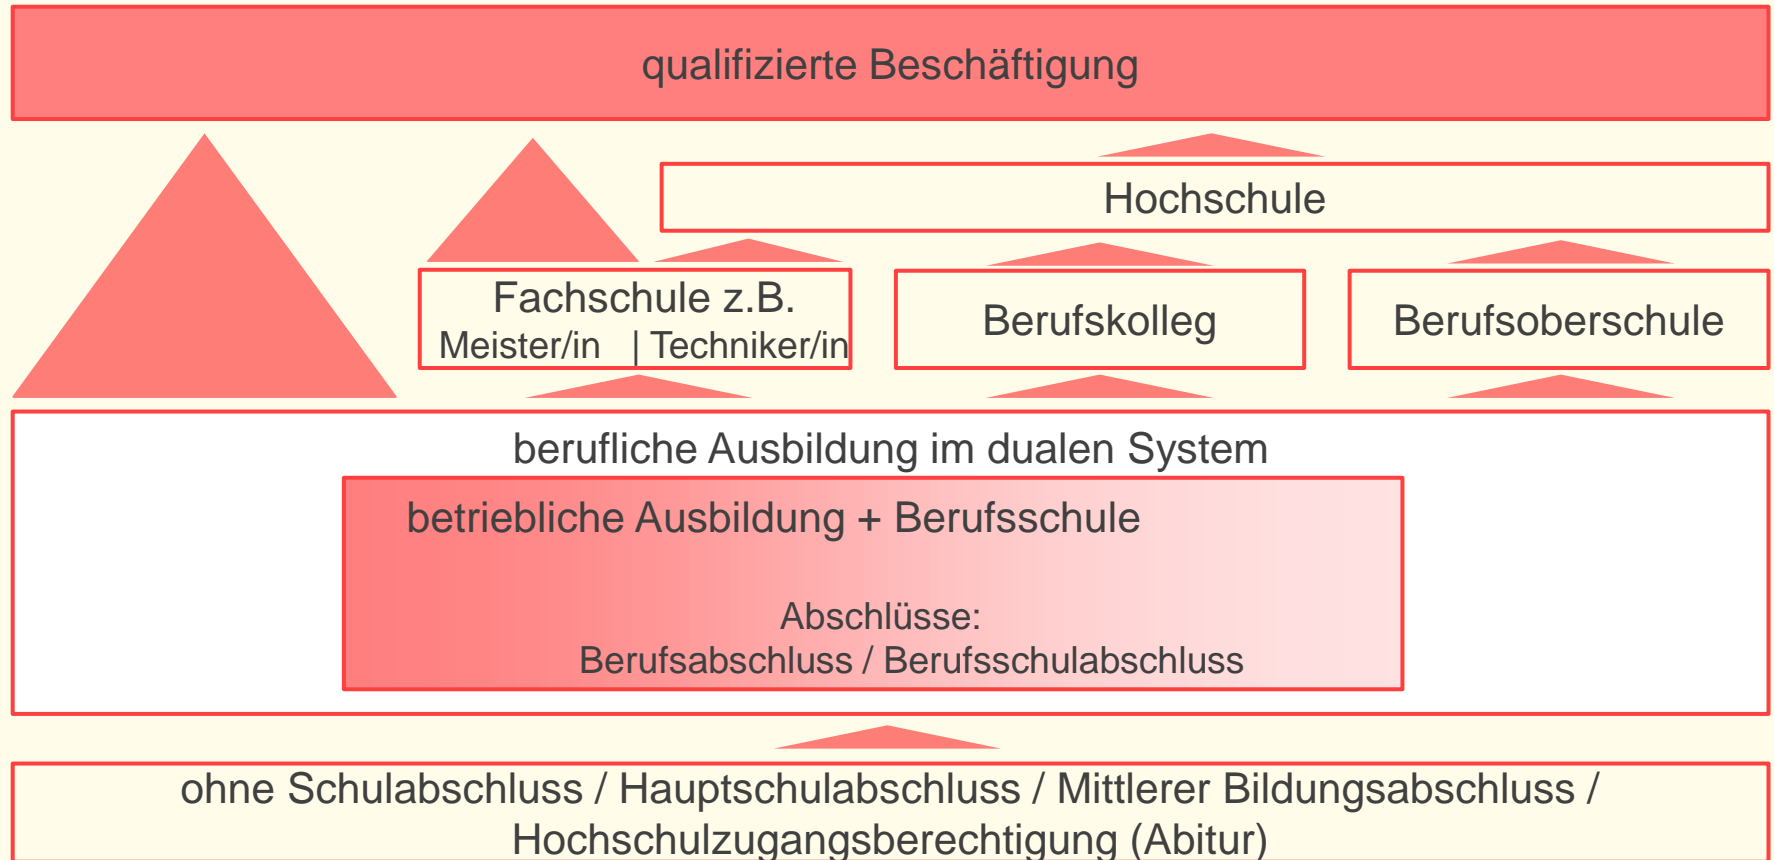 qualifizierte Beschäftigung
Hochschule
Fachschule z.B.
Meister/in | Techniker/in
Berufskolleg
Berufsoberschule
berufliche Ausbildung im dualen System
betriebliche Ausbildung + Berufsschule
Abschlüsse:
Berufsabschluss / Berufsschulabschluss
ohne Schulabschluss / Hauptschulabschluss / Mittlerer Bildungsabschluss /
Hochschulzugangsberechtigung (Abitur)